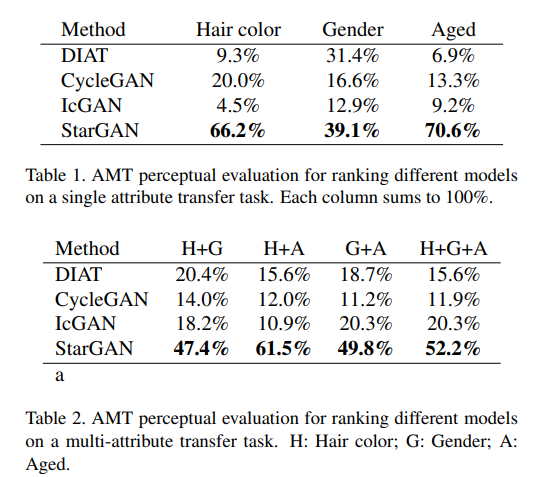 Method Hair color Gender Aged
DIAT 9.3% 31.4% 6.9%
CycleGAN 20.0% 16.6% 13.3%
IcGAN 4.5% 12.9% 9.2%
StarGAN 66.2% 39.1% 70.6%
Table 1. AMT perceptual evaluation for ranking different models
on a single attribute transfer task. Each column sums to 100%.
Method H+G H+A G+A H+G+A
DIAT 20.4% 15.6% 18.7% 15.6%
CycleGAN 14.0% 12.0% 11.2% 11.9%
IcGAN 18.2% 10.9% 20.3% 20.3%
StarGAN 47.4% 61.5% 49.8% 52.2%
a
Table 2. AMT perceptual evaluation for ranking different models
on a multi-attribute transfer task. H: Hair color; G: Gender; A:
Aged.